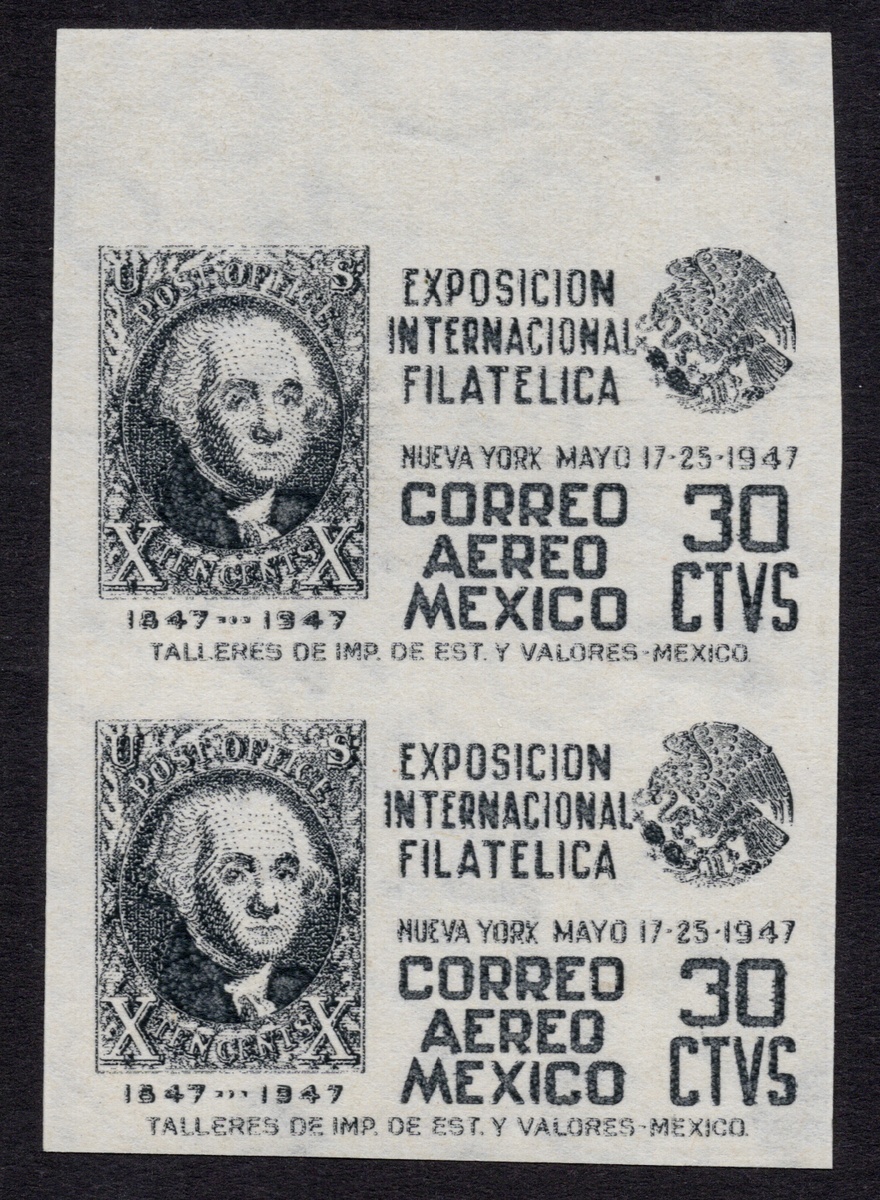 U S
POST OFFICE
X TEN CENTS X
1847---1947
EXPOSICION
INTERNACIONAL
FILATELICA
NUEVA YORK MAYO 17-25-1947
CORREO
AEREO
MEXICO
30
CTVS
TALLERES DE IMP. DE EST. Y VALORES-MEXICO.
U S
POST OFFICE
X TEN CENTS X
1847---1947
EXPOSICION
INTERNACIONAL
FILATELICA
NUEVA YORK MAYO 17-25-1947
CORREO
AEREO
MEXICO
30
CTVS
TALLERES DE IMP. DE EST. Y VALORES-MEXICO.